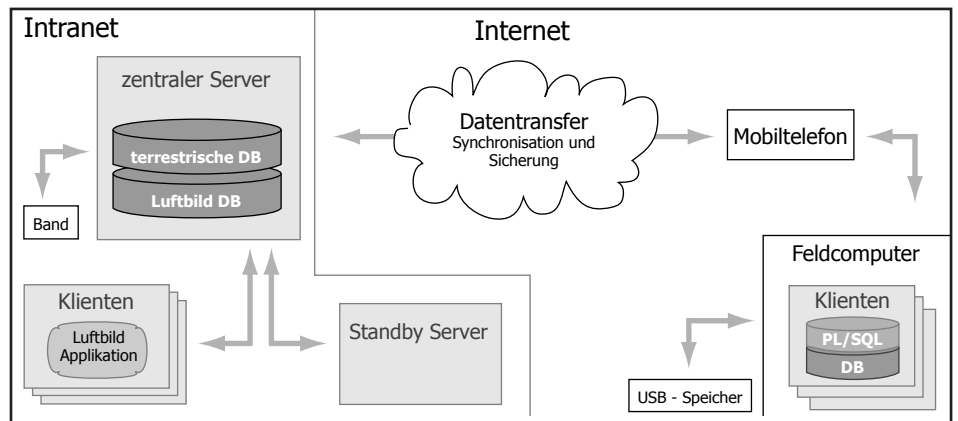 Intranet
Internet
zentraler Server
terrestrische DB
Luftbild DB
Band
Klienten
Luftbild
Applikation
Standby Server
Datentransfer
Synchronisation und
Sicherung
Mobiltelefon
Feldcomputer
Klienten
PL/SQL
DB
USB - Speicher